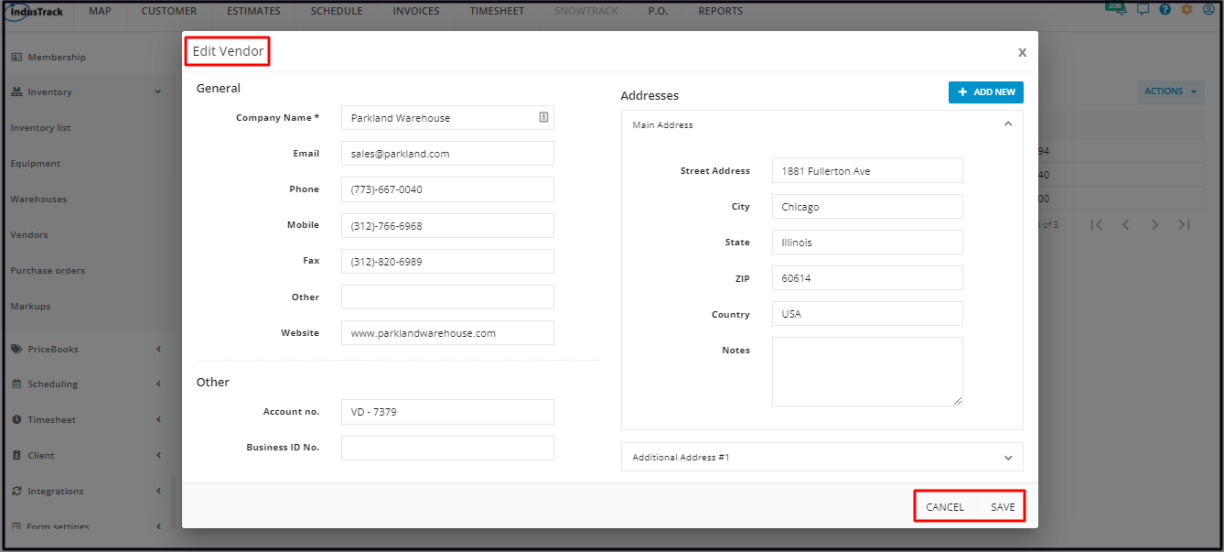 IndusTrack MAP CUSTOMER ESTIMATES SCHEDULE INVOICES TIMESHEET SNOWTRACK P.O. REPORTS
Membership
Inventory
Inventory list
Equipment
Warehouses
Vendors
Purchase orders
Markups
PriceBooks
Scheduling
Timesheet
Client
Integrations
Form settings
Edit Vendor
X
General
Company Name * Parkland Warehouse
Email sales@parkland.com
Phone (773)-667-0040
Mobile (312)-766-6968
Fax (312)-820-6989
Other
Website www.parklandwarehouse.com
Other
Account no. VD - 7379
Business ID No.
Addresses
+ ADD NEW
Main Address
Street Address 1881 Fullerton Ave
City Chicago
State Illinois
ZIP 60614
Country USA
Notes
Additional Address #1
CANCEL SAVE
ACTIONS
94
40
00
of 3